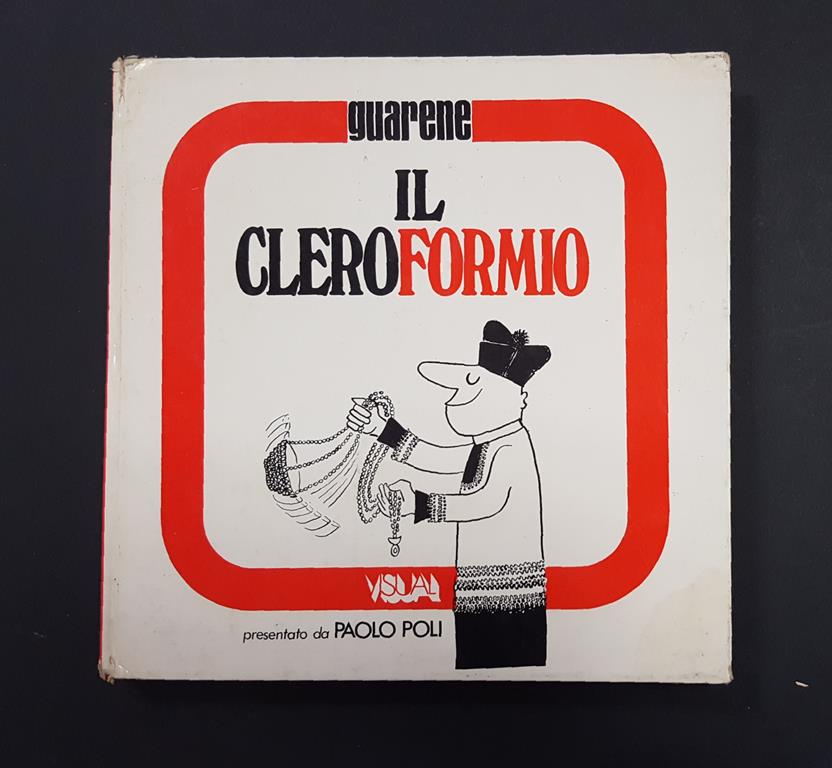 guarene
IL
CLEROFORMIO
VISUAL
presentato da PAOLO POLI